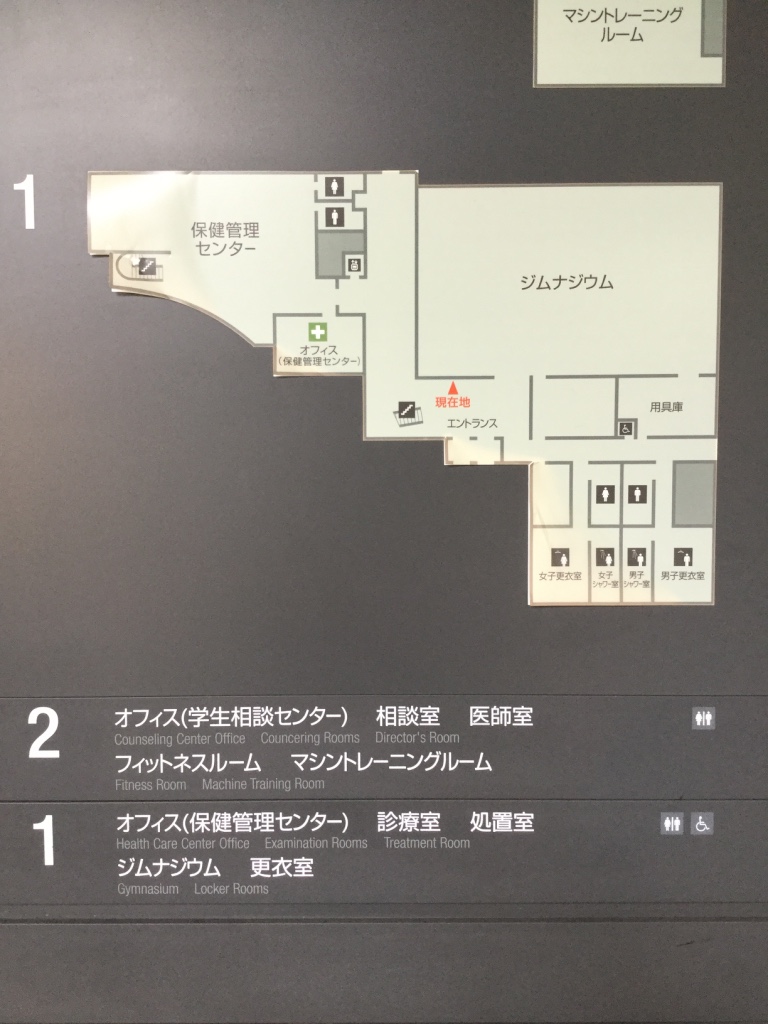 マシントレーニング
ルーム
1
保健管理
センター
ジムナジウム
オフィス
(保健管理センター)
現在地
エントランス
用具庫
女子更衣室
女子
シャワー室
男子
シャワー室
男子更衣室
2
オフィス(学生相談センター) 相談室 医師室
Counseling Center Office Councering Rooms Director's Room
フィットネスルーム マシントレーニングルーム
Fitness Room Machine Training Room
1
オフィス(保健管理センター) 診療室 処置室
Health Care Center Office Examination Rooms Treatment Room
ジムナジウム 更衣室
Gymnasium Locker Rooms